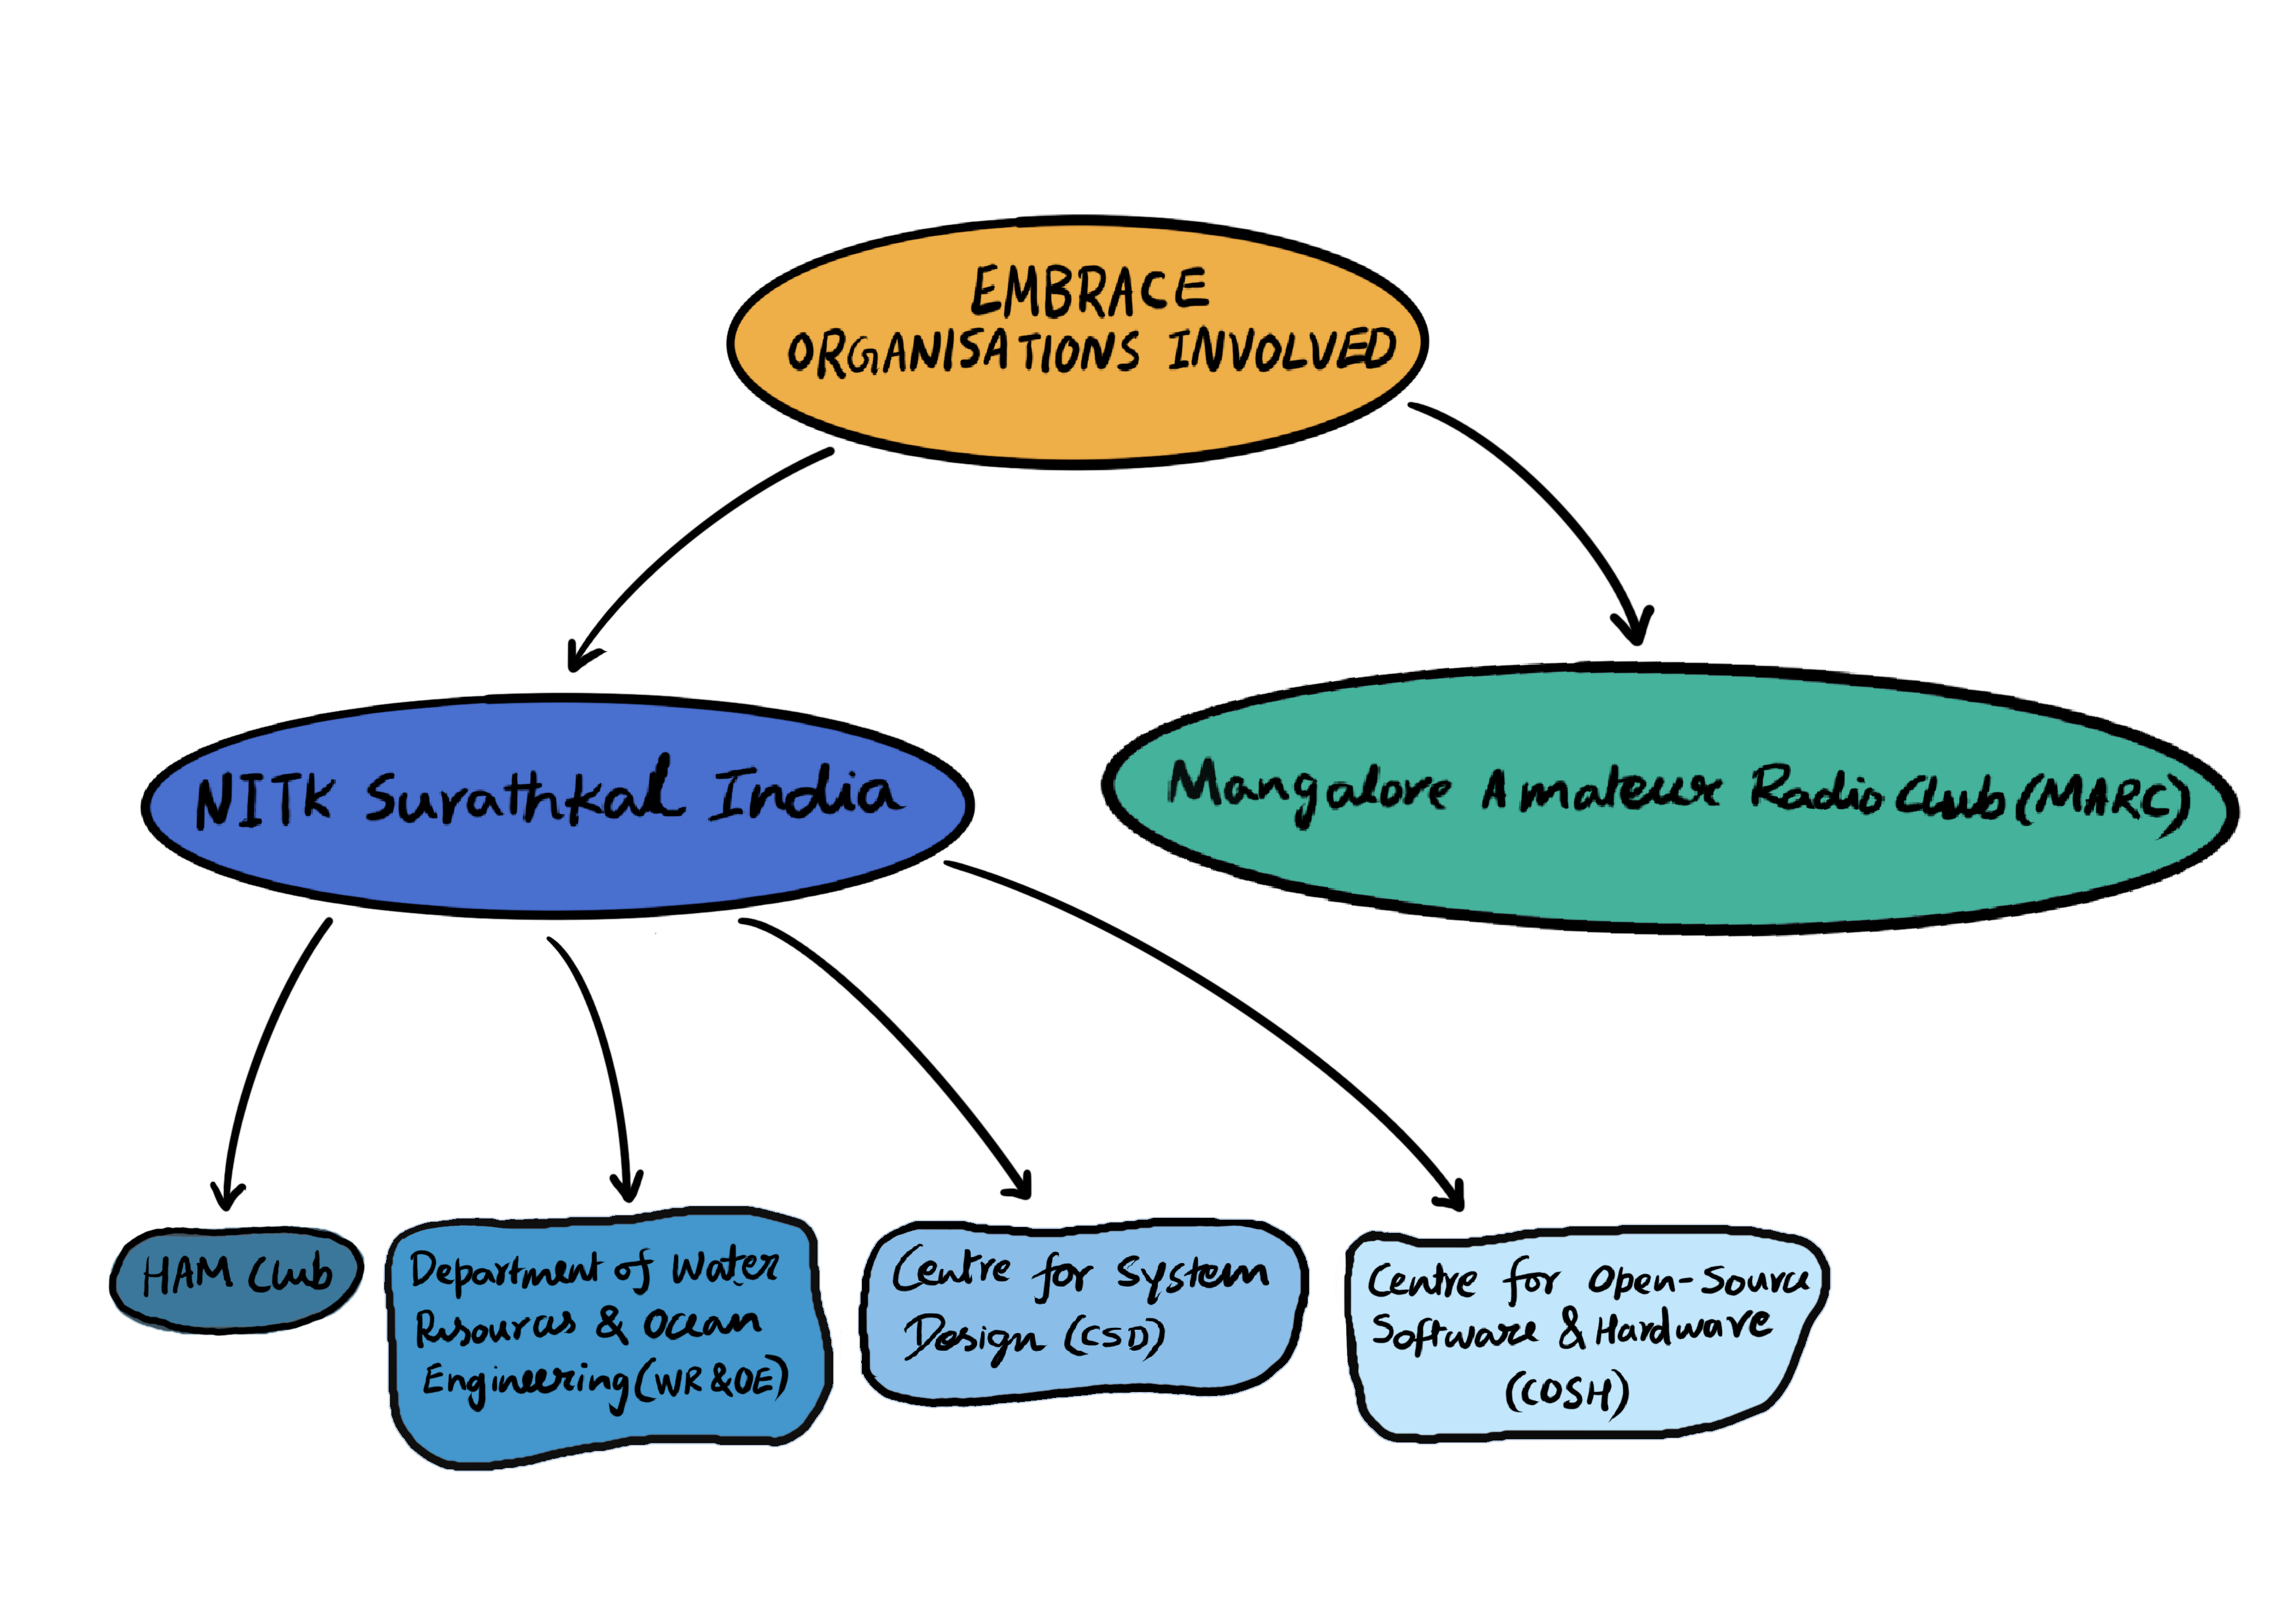 EMBRACE
ORGANISATIONS INVOLVED
NITK Surathkal India
Mangalore Amateur Radio Club (MARC)
HAM Club
Department of Water
Resources & Ocean
Engineering (WR&OE)
Centre for System
Design (CSD)
Centre for Open-Source
Software & Hardware
(COSH)